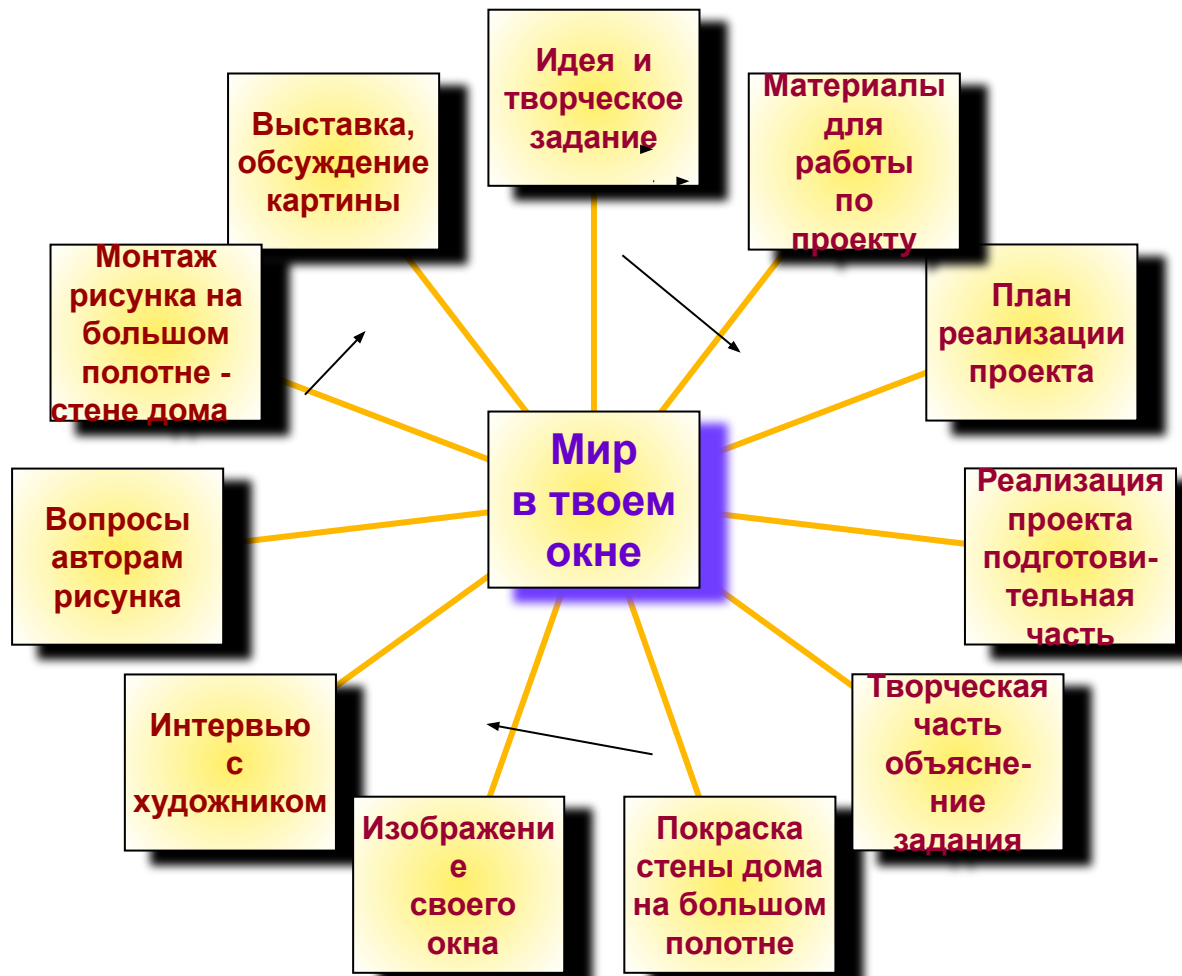 Идея и
творческое
задание
Материалы
для
работы
по
проекту
План
реализации
проекта
Реализация
проекта
подготови-
тельная
часть
Творческая
часть
объясне-
ние
задания
Покраска
стены дома
на большом
полотне
Изображени
е
своего
окна
Интервью
с
художником
Вопросы
авторам
рисунка
Монтаж
рисунка на
большом
полотне -
стене дома
Выставка,
обсуждение
картины
Мир
в твоем
окне